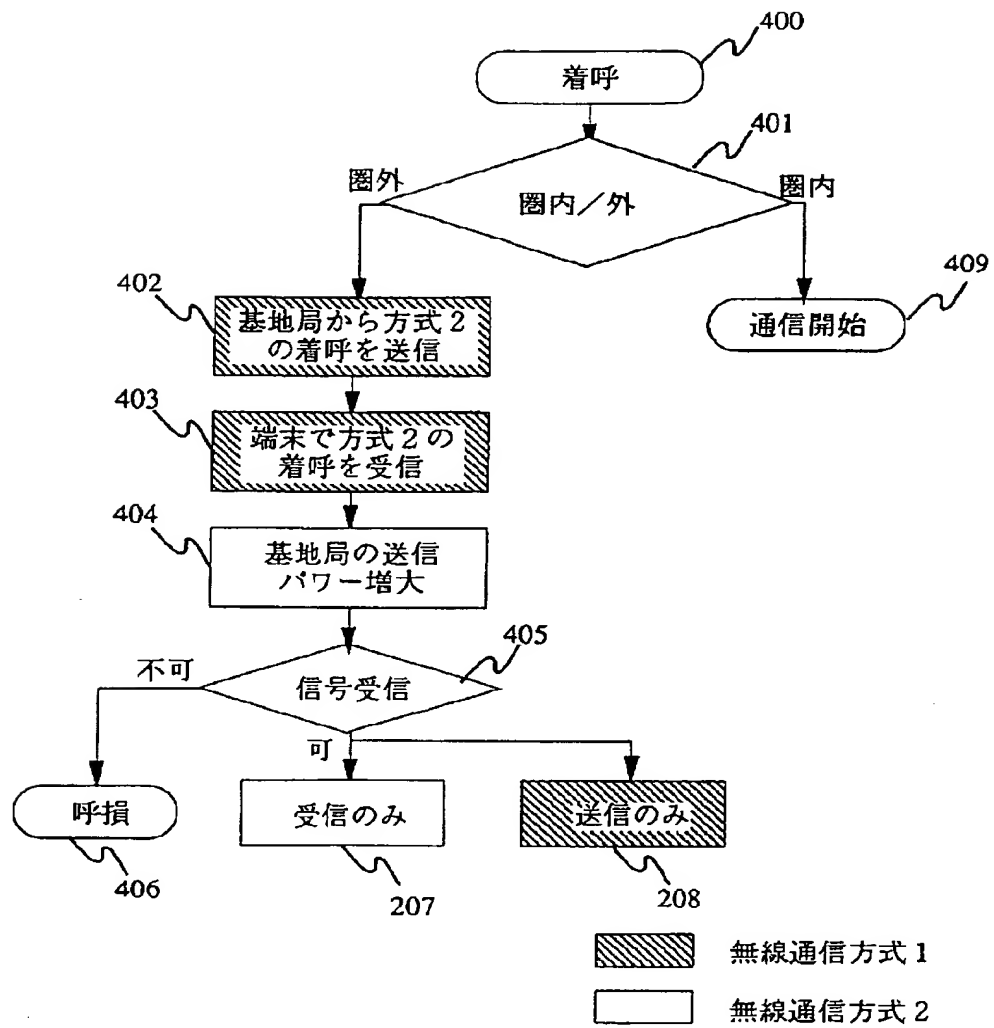 400
着呼
401
圏外
圏内
圏内／外
402
409
基地局から方式2
の着呼を送信
通信開始
403
端末で方式2の
着呼を受信
404
基地局の送信
パワー増大
405
不可
信号受信
可
呼損
受信のみ
送信のみ
406
207
208
無線通信方式1
無線通信方式2